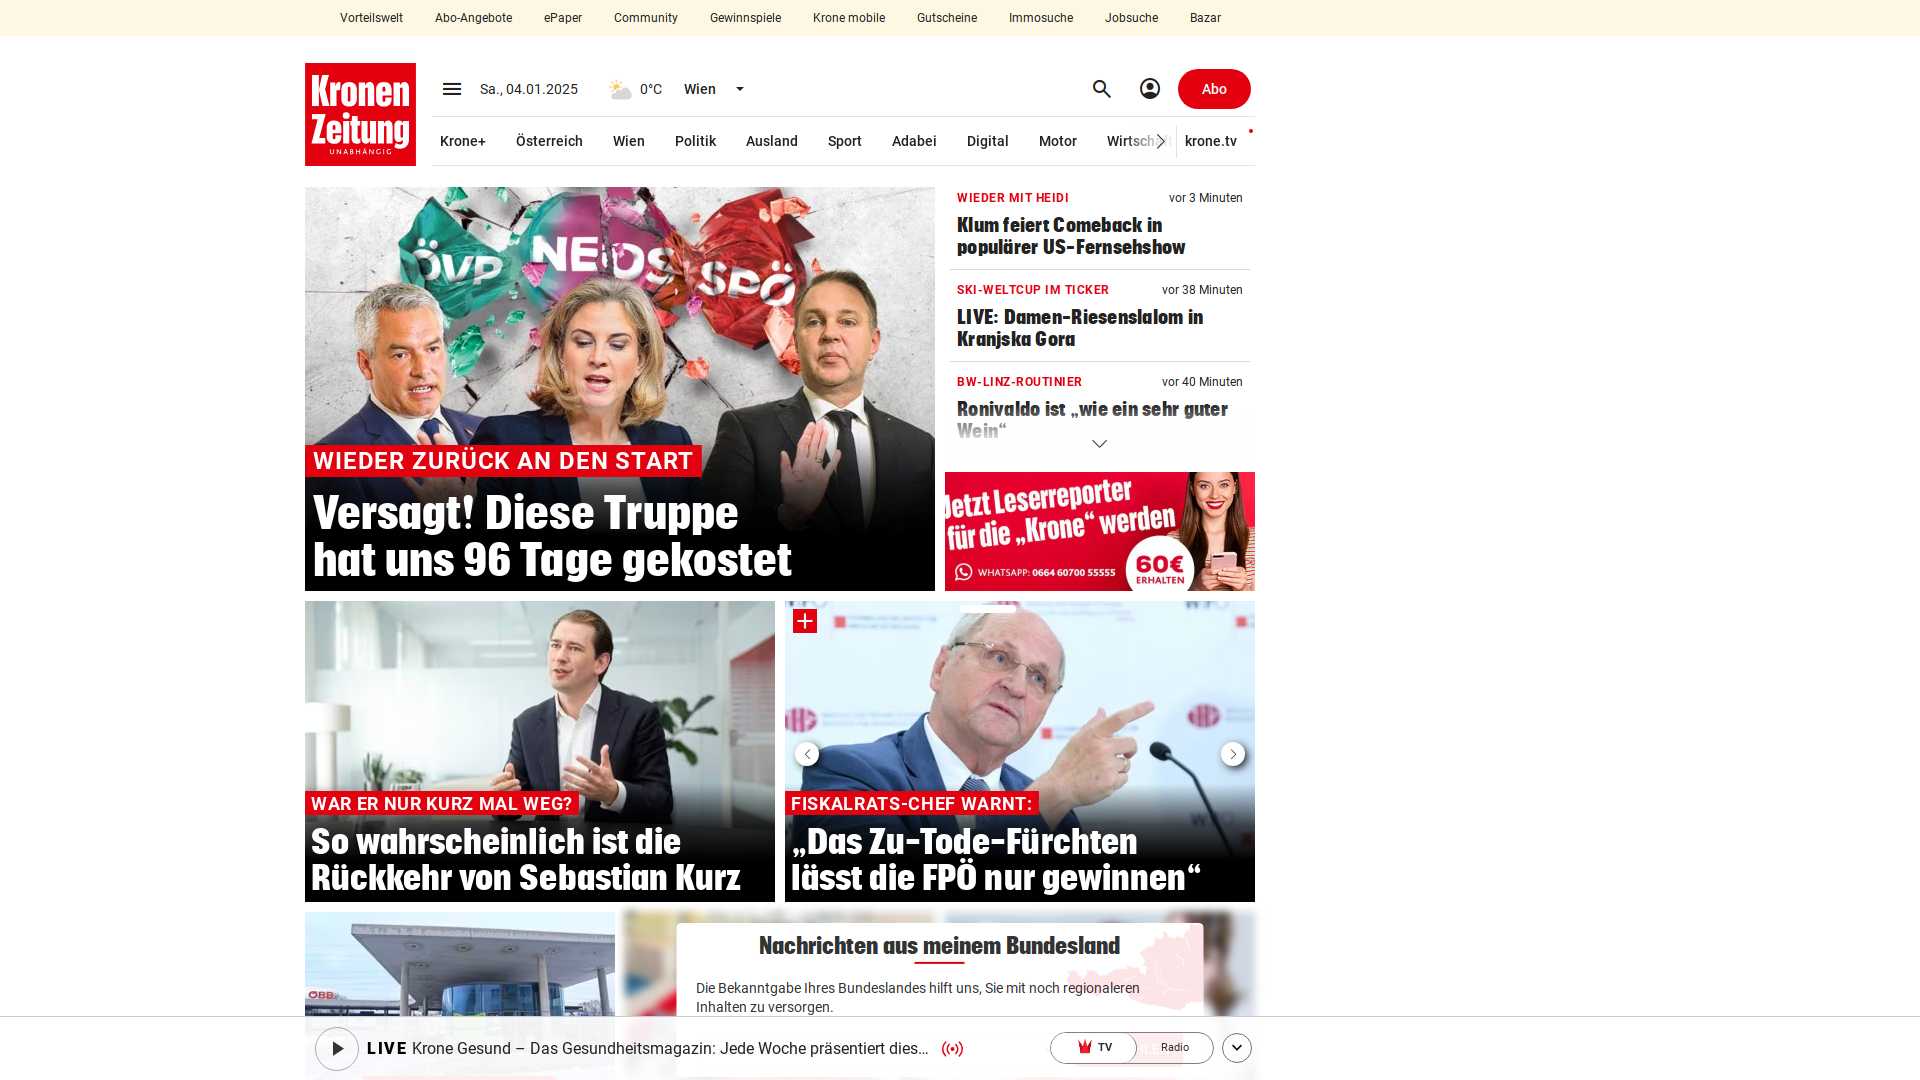 Vorteilswelt Abo-Angebote ePaper Community Gewinnspiele Krone mobile Gutscheine Immosuche Jobsuche Bazar
Kronen
Zeitung
UNABHÄNGIG
Sa., 04.01.2025 0°C Wien Abo
Krone+ Österreich Wien Politik Ausland Sport Adabei Digital Motor Wirtschaft krone.tv
ÖVP NEOS SPÖ
WIEDER ZURÜCK AN DEN START
Versagt! Diese Truppe
hat uns 96 Tage gekostet
WIEDER MIT HEIDI vor 3 Minuten
Klum feiert Comeback in
populärer US-Fernsehshow
SKI-WELTCUP IM TICKER vor 38 Minuten
LIVE: Damen-Riesenslalom in
Kranjska Gora
BW-LINZ-ROUTINIER vor 40 Minuten
Ronivaldo ist „wie ein sehr guter
Wein“
Jetzt Leserreporter
für die „Krone“ werden
WHATSAPP: 0664 60700 55555
60€
ERHALTEN
WAR ER NUR KURZ MAL WEG?
So wahrscheinlich ist die
Rückkehr von Sebastian Kurz
FISKALRATS-CHEF WARNT:
„Das Zu-Tode-Fürchten
lässt die FPÖ nur gewinnen“
ÖBB
Nachrichten aus meinem Bundesland
Die Bekanntgabe Ihres Bundeslandes hilft uns, Sie mit noch regionaleren
Inhalten zu versorgen.
LIVE Krone Gesund – Das Gesundheitsmagazin: Jede Woche präsentiert dies... TV Radio